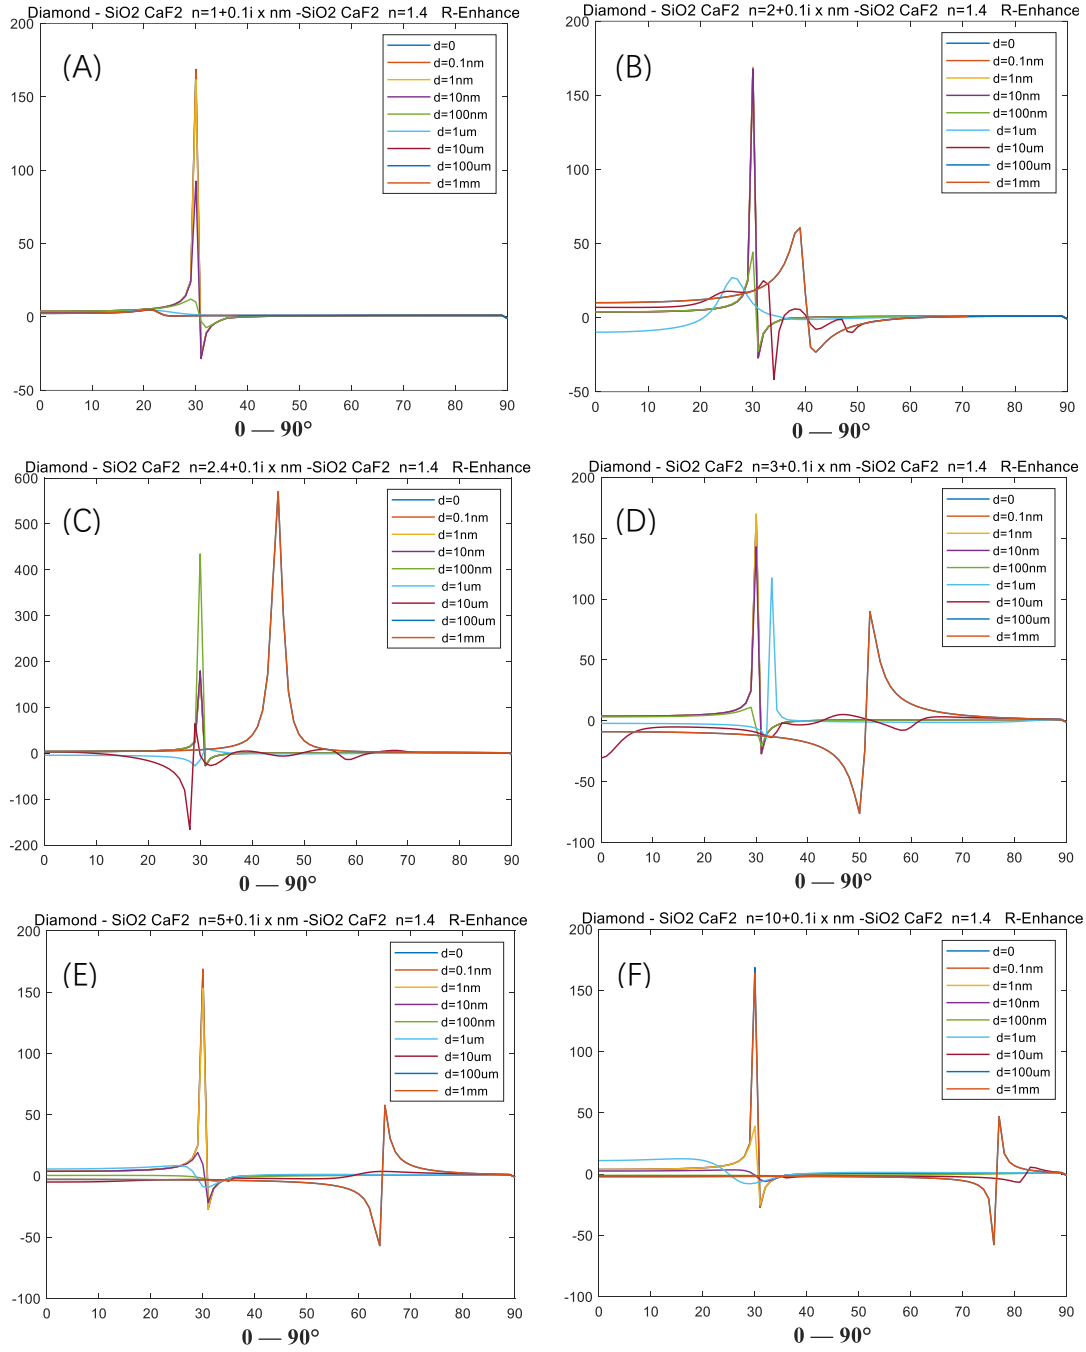 Diamond - SiO2 CaF2 n=1+0.1i x nm -SiO2 CaF2 n=1.4 R-Enhance
(A)
200
150
100
50
0
-50
0 10 20 30 40 50 60 70 80 90
0 — 90°
d=0
d=0.1nm
d=1nm
d=10nm
d=100nm
d=1um
d=10um
d=100um
d=1mm
Diamond - SiO2 CaF2 n=2+0.1i x nm -SiO2 CaF2 n=1.4 R-Enhance
(B)
200
150
100
50
0
-50
0 10 20 30 40 50 60 70 80 90
0 — 90°
d=0
d=0.1nm
d=1nm
d=10nm
d=100nm
d=1um
d=10um
d=100um
d=1mm
Diamond - SiO2 CaF2 n=2.4+0.1i x nm -SiO2 CaF2 n=1.4 R-Enhance
(C)
600
500
400
300
200
100
0
-100
-200
0 10 20 30 40 50 60 70 80 90
0 — 90°
d=0
d=0.1nm
d=1nm
d=10nm
d=100nm
d=1um
d=10um
d=100um
d=1mm
Diamond - SiO2 CaF2 n=3+0.1i x nm -SiO2 CaF2 n=1.4 R-Enhance
(D)
200
150
100
50
0
-50
-100
0 10 20 30 40 50 60 70 80 90
0 — 90°
d=0
d=0.1nm
d=1nm
d=10nm
d=100nm
d=1um
d=10um
d=100um
d=1mm
Diamond - SiO2 CaF2 n=5+0.1i x nm -SiO2 CaF2 n=1.4 R-Enhance
(E)
200
150
100
50
0
-50
-100
0 10 20 30 40 50 60 70 80 90
0 — 90°
d=0
d=0.1nm
d=1nm
d=10nm
d=100nm
d=1um
d=10um
d=100um
d=1mm
Diamond - SiO2 CaF2 n=10+0.1i x nm -SiO2 CaF2 n=1.4 R-Enhance
(F)
200
150
100
50
0
-50
-100
0 10 20 30 40 50 60 70 80 90
0 — 90°
d=0
d=0.1nm
d=1nm
d=10nm
d=100nm
d=1um
d=10um
d=100um
d=1mm